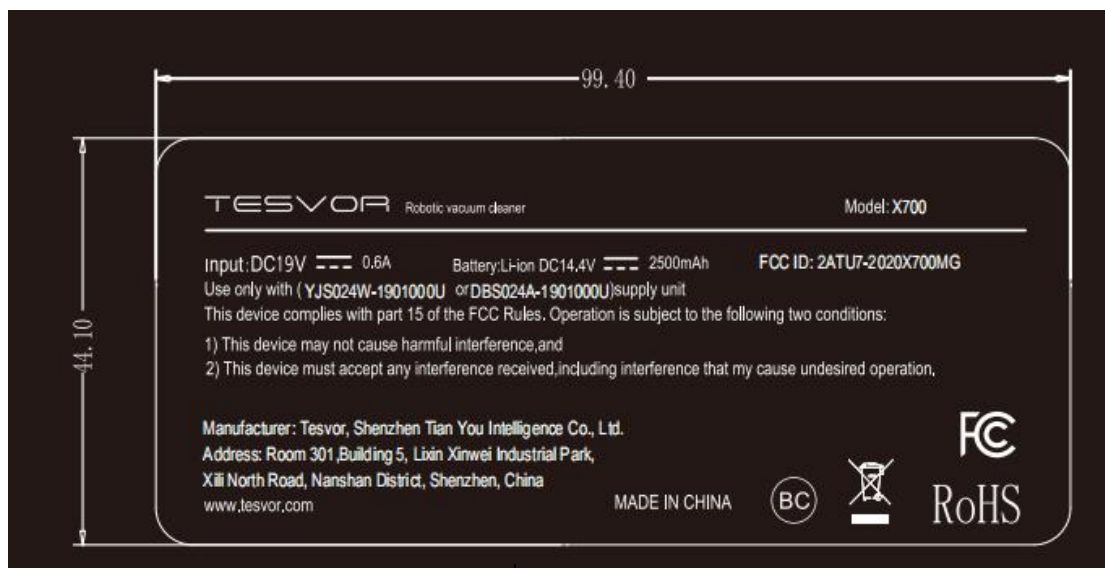 99.40
44.10
TESVOR Robotic vacuum cleaner Model: X700
Input:DC19V 0.6A Battery:Li-ion DC14.4V 2500mAh FCC ID: 2ATU7-2020X700MG
Use only with ( YJS024W-1901000U or DBS024A-1901000U)supply unit
This device complies with part 15 of the FCC Rules. Operation is subject to the following two conditions:
1) This device may not cause harmful interference,and
2) This device must accept any interference received,including interference that my cause undesired operation.
Manufacturer: Tesvor, Shenzhen Tian You Intelligence Co., Ltd.
Address: Room 301,Building 5, Lixin Xinwei Industrial Park,
Xili North Road, Nanshan District, Shenzhen, China
www.tesvor.com
MADE IN CHINA
BC
FC
RoHS